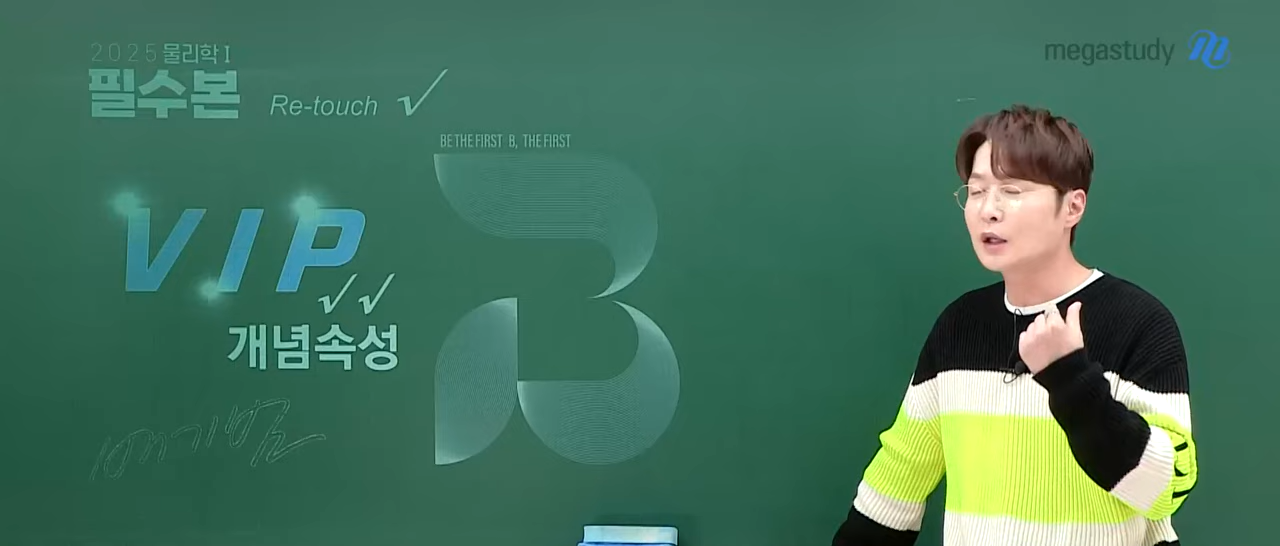 2025 물리학 I
필수본 Re-touch
VIP
개념속성
BE THE FIRST B, THE FIRST
megastudy